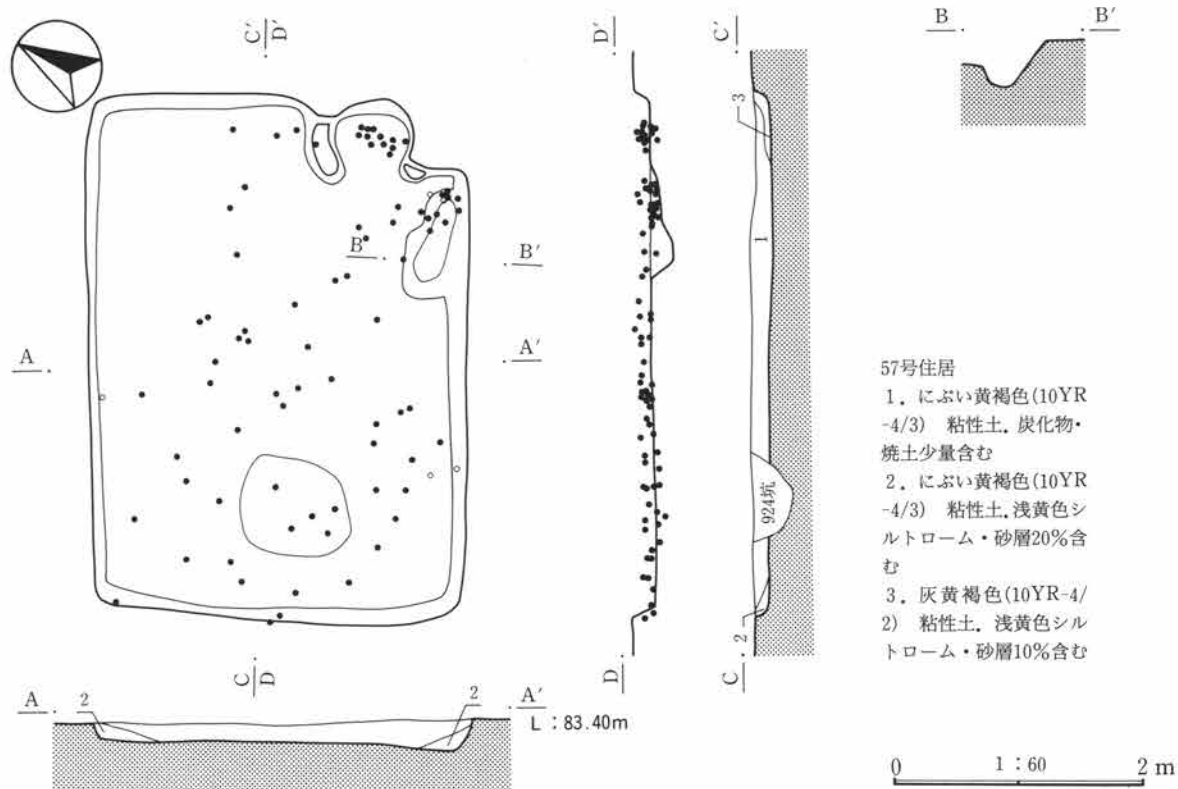 C′
D′
D′
C′
B
B′
3
1
B
B′
A
A′
924坑
2
C
D
D
C
A
2
2
A′
L：83.40m
57号住居
1．にぶい黄褐色(10YR
-4/3)　粘性土．炭化物・
焼土少量含む
2．にぶい黄褐色(10YR
-4/3)　粘性土．浅黄色シ
ルトローム・砂層20%含
む
3．灰黄褐色(10YR-4/
2)　粘性土．浅黄色シル
トローム・砂層10%含む
0
1：60
2 m